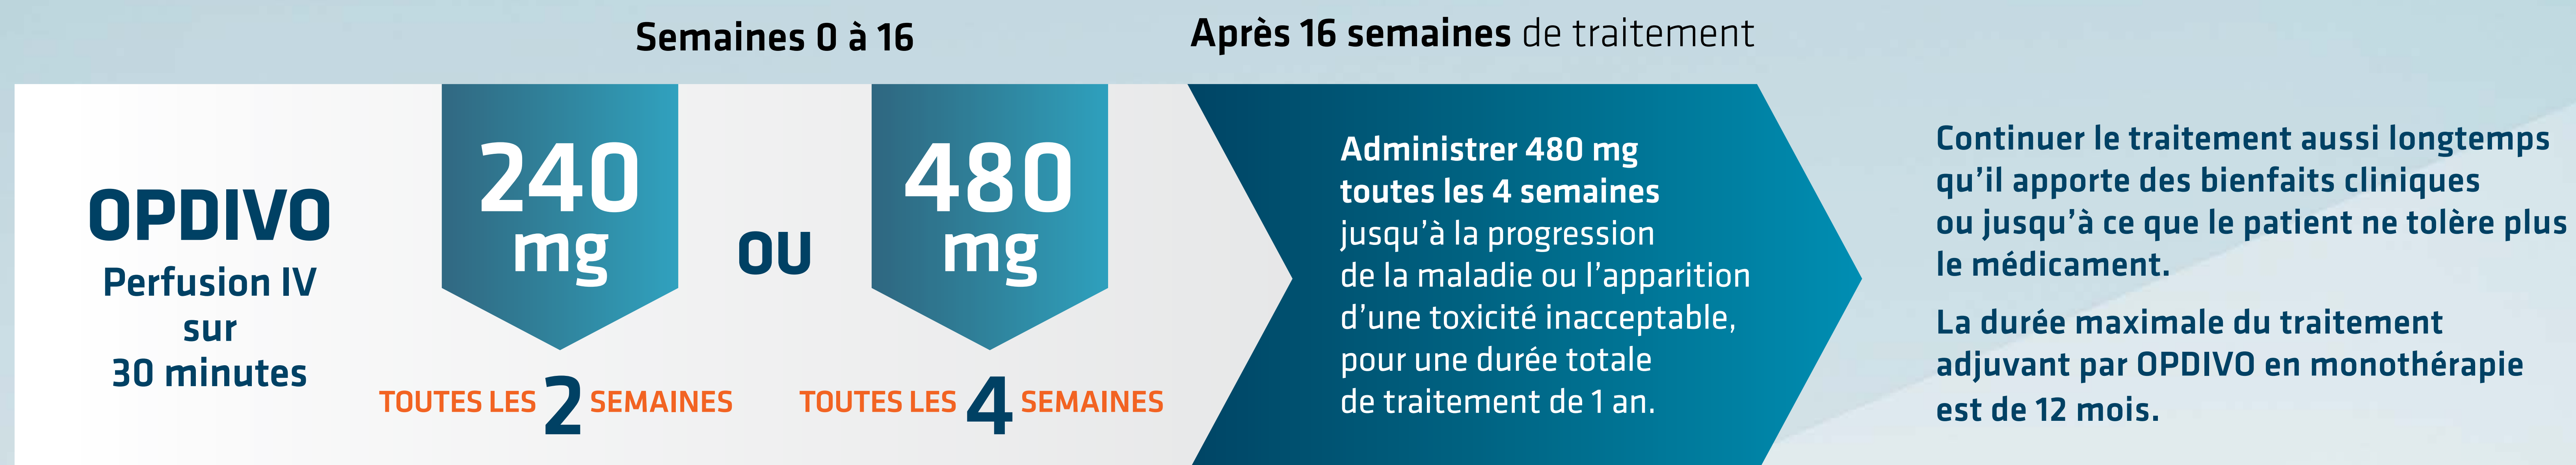 Semaines 0 à 16
Après 16 semaines de traitement
OPDIVO
Perfusion IV
sur
30 minutes
240
mg
TOUTES LES 2 SEMAINES
OU
480
mg
TOUTES LES 4 SEMAINES
Administrer 480 mg
toutes les 4 semaines
jusqu’à la progression
de la maladie ou l’apparition
d’une toxicité inacceptable,
pour une durée totale
de traitement de 1 an.
Continuer le traitement aussi longtemps
qu’il apporte des bienfaits cliniques
ou jusqu’à ce que le patient ne tolère plus
le médicament.
La durée maximale du traitement
adjuvant par OPDIVO en monothérapie
est de 12 mois.